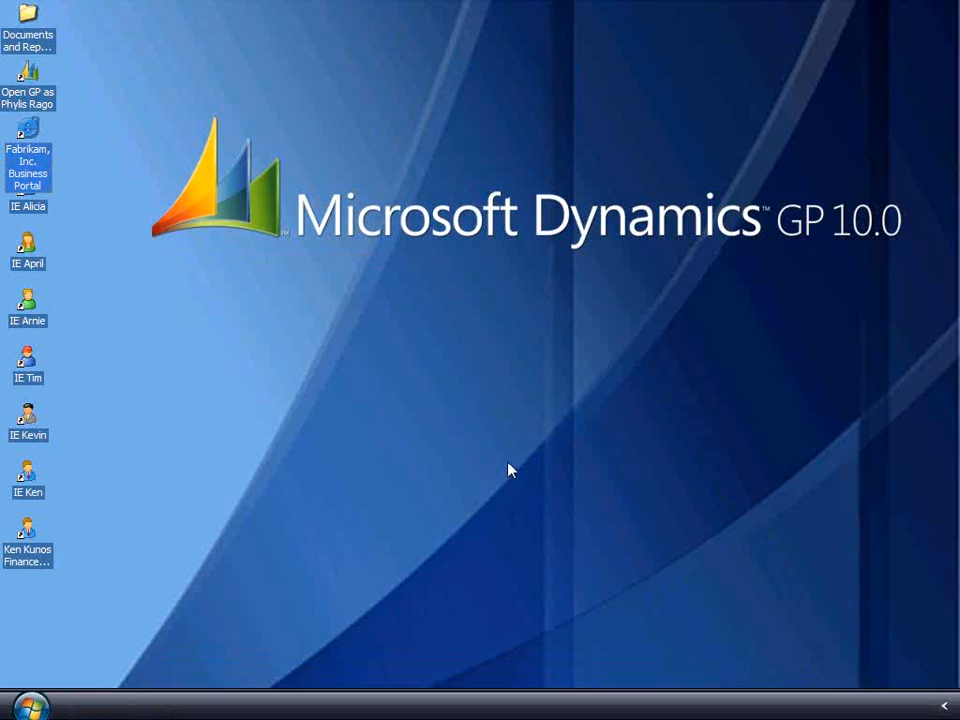 Documents
and Rep...
Open GP as
Phylis Rago
Fabrikam,
Inc.
Business
Portal
IE Alicia
IE April
IE Arnie
IE Tim
IE Kevin
IE Ken
Ken Kunos
Finance...
Microsoft Dynamics™ GP 10.0